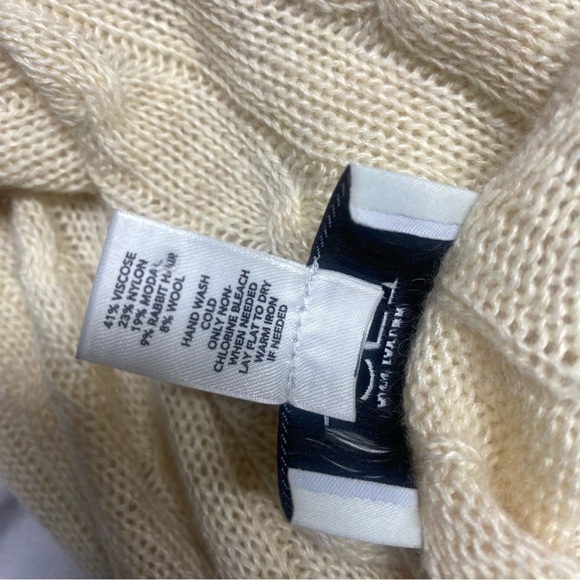 41% VISCOSE
23% NYLON
19% MODAL
9% RABBIT HAIR
8% WOOL
HAND WASH
COLD
ONLY NON-
CHLORINE BLEACH
WHEN NEEDED
LAY FLAT TO DRY
WARM IRON
IF NEEDED